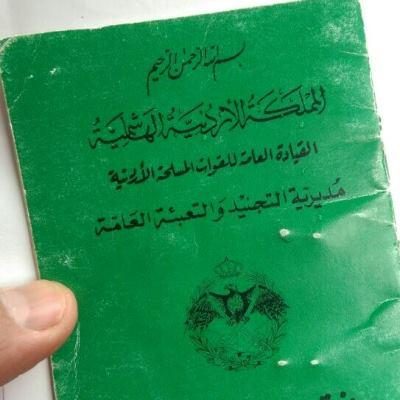 بسم الله الرحمن الرحيم
المملكة الأردنية الهاشمية
القيادة العامة للقوات المسلحة الأردنية
مديرية التجنيد والتعبئة العامة